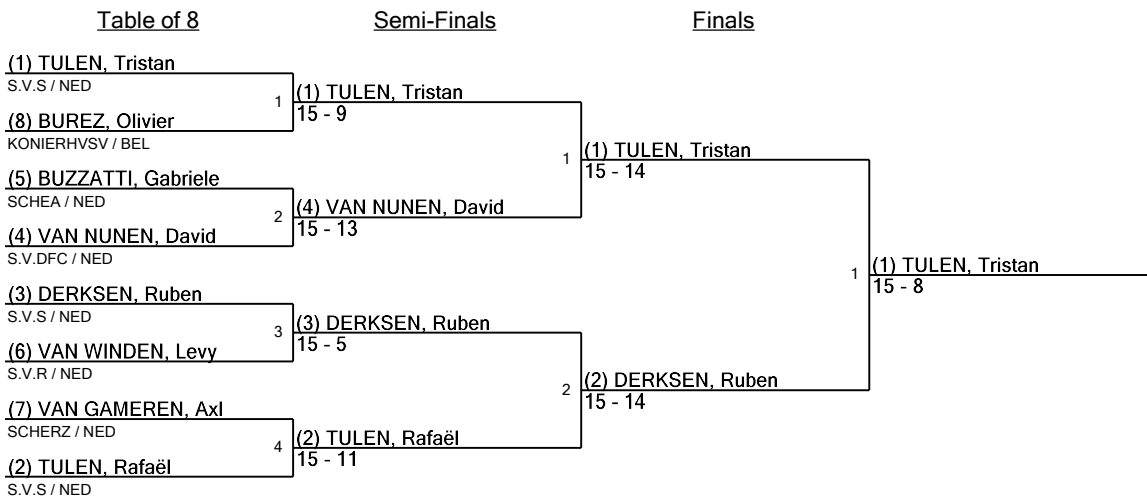 Table of 8
Semi-Finals
Finals
(1) TULEN, Tristan
S.V.S / NED
(8) BUREZ, Olivier
KONIERHVSV / BEL
(5) BUZZATTI, Gabriele
SCHEA / NED
(4) VAN NUNEN, David
S.V.DFC / NED
(3) DERKSEN, Ruben
S.V.S / NED
(6) VAN WINDEN, Levy
S.V.R / NED
(7) VAN GAMEREN, Axl
SCHERZ / NED
(2) TULEN, Rafaël
S.V.S / NED
1
(1) TULEN, Tristan
15 - 9
2
(4) VAN NUNEN, David
15 - 13
3
(3) DERKSEN, Ruben
15 - 5
4
(2) TULEN, Rafaël
15 - 11
1
(1) TULEN, Tristan
15 - 14
2
(2) DERKSEN, Ruben
15 - 14
1
(1) TULEN, Tristan
15 - 8